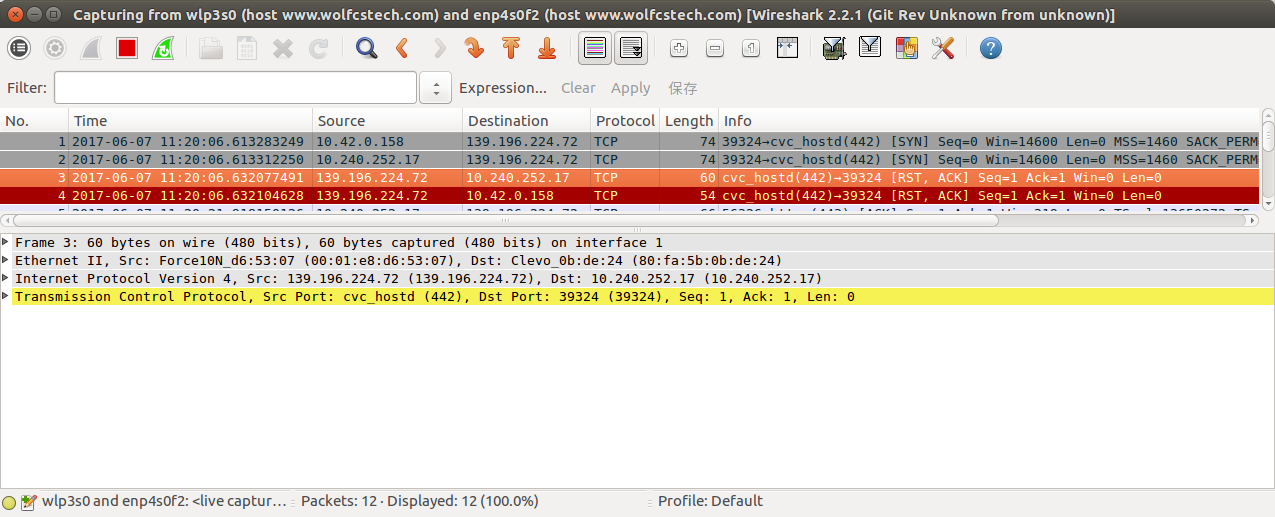 Capturing from wlp3s0 (host www.wolfcstech.com) and enp4s0f2 (host www.wolfcstech.com) [Wireshark 2.2.1 (Git Rev Unknown from unknown)]
Filter: Expression... Clear Apply 保存
No. Time Source Destination Protocol Length Info
1 2017-06-07 11:20:06.613283249 10.42.0.158 139.196.224.72 TCP 74 39324→cvc_hostd(442) [SYN] Seq=0 Win=14600 Len=0 MSS=1460 SACK_PERM
2 2017-06-07 11:20:06.613312250 10.240.252.17 139.196.224.72 TCP 74 39324→cvc_hostd(442) [SYN] Seq=0 Win=14600 Len=0 MSS=1460 SACK_PERM
3 2017-06-07 11:20:06.632077491 139.196.224.72 10.240.252.17 TCP 60 cvc_hostd(442)→39324 [RST, ACK] Seq=1 Ack=1 Win=0 Len=0
4 2017-06-07 11:20:06.632104628 139.196.224.72 10.42.0.158 TCP 54 cvc_hostd(442)→39324 [RST, ACK] Seq=1 Ack=1 Win=0 Len=0
Frame 3: 60 bytes on wire (480 bits), 60 bytes captured (480 bits) on interface 1
Ethernet II, Src: Force10N_d6:53:07 (00:01:e8:d6:53:07), Dst: Clevo_0b:de:24 (80:fa:5b:0b:de:24)
Internet Protocol Version 4, Src: 139.196.224.72 (139.196.224.72), Dst: 10.240.252.17 (10.240.252.17)
Transmission Control Protocol, Src Port: cvc_hostd (442), Dst Port: 39324 (39324), Seq: 1, Ack: 1, Len: 0
wlp3s0 and enp4s0f2: <live captur... Packets: 12 · Displayed: 12 (100.0%) Profile: Default